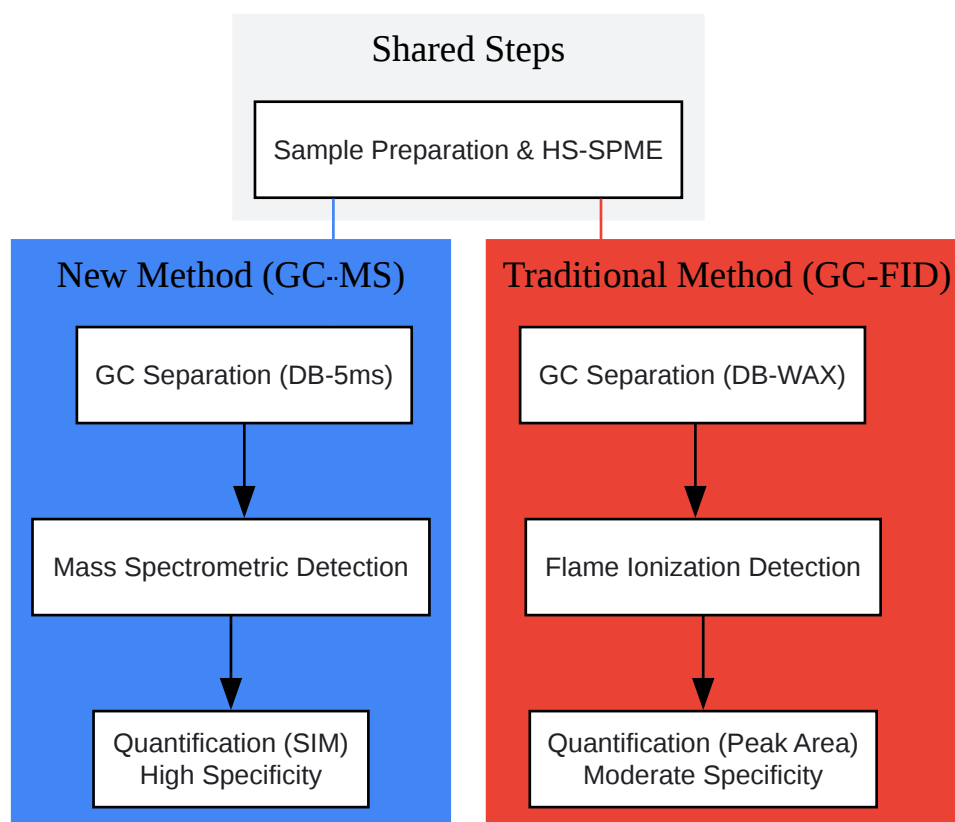 Shared Steps
Sample Preparation & HS-SPME
New Method (GC-MS)
GC Separation (DB-5ms)
Mass Spectrometric Detection
Quantification (SIM)
High Specificity
Traditional Method (GC-FID)
GC Separation (DB-WAX)
Flame Ionization Detection
Quantification (Peak Area)
Moderate Specificity